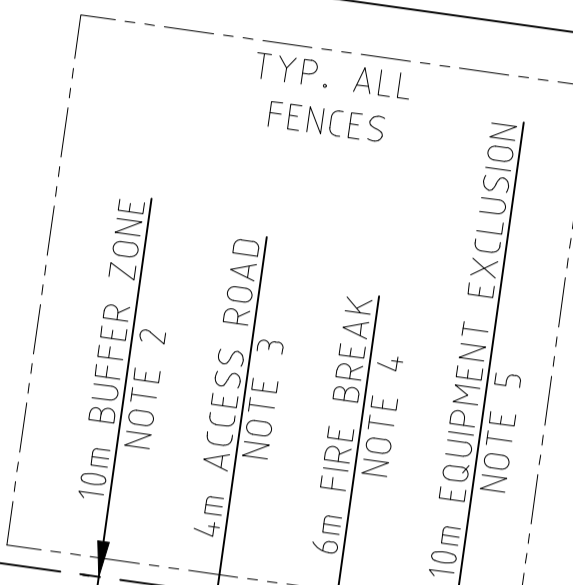 TYP. ALL
FENCES
10m BUFFER ZONE
NOTE 2
4m ACCESS ROAD
NOTE 3
6m FIRE BREAK
NOTE 4
10m EQUIPMENT EXCLUSION
NOTE 5